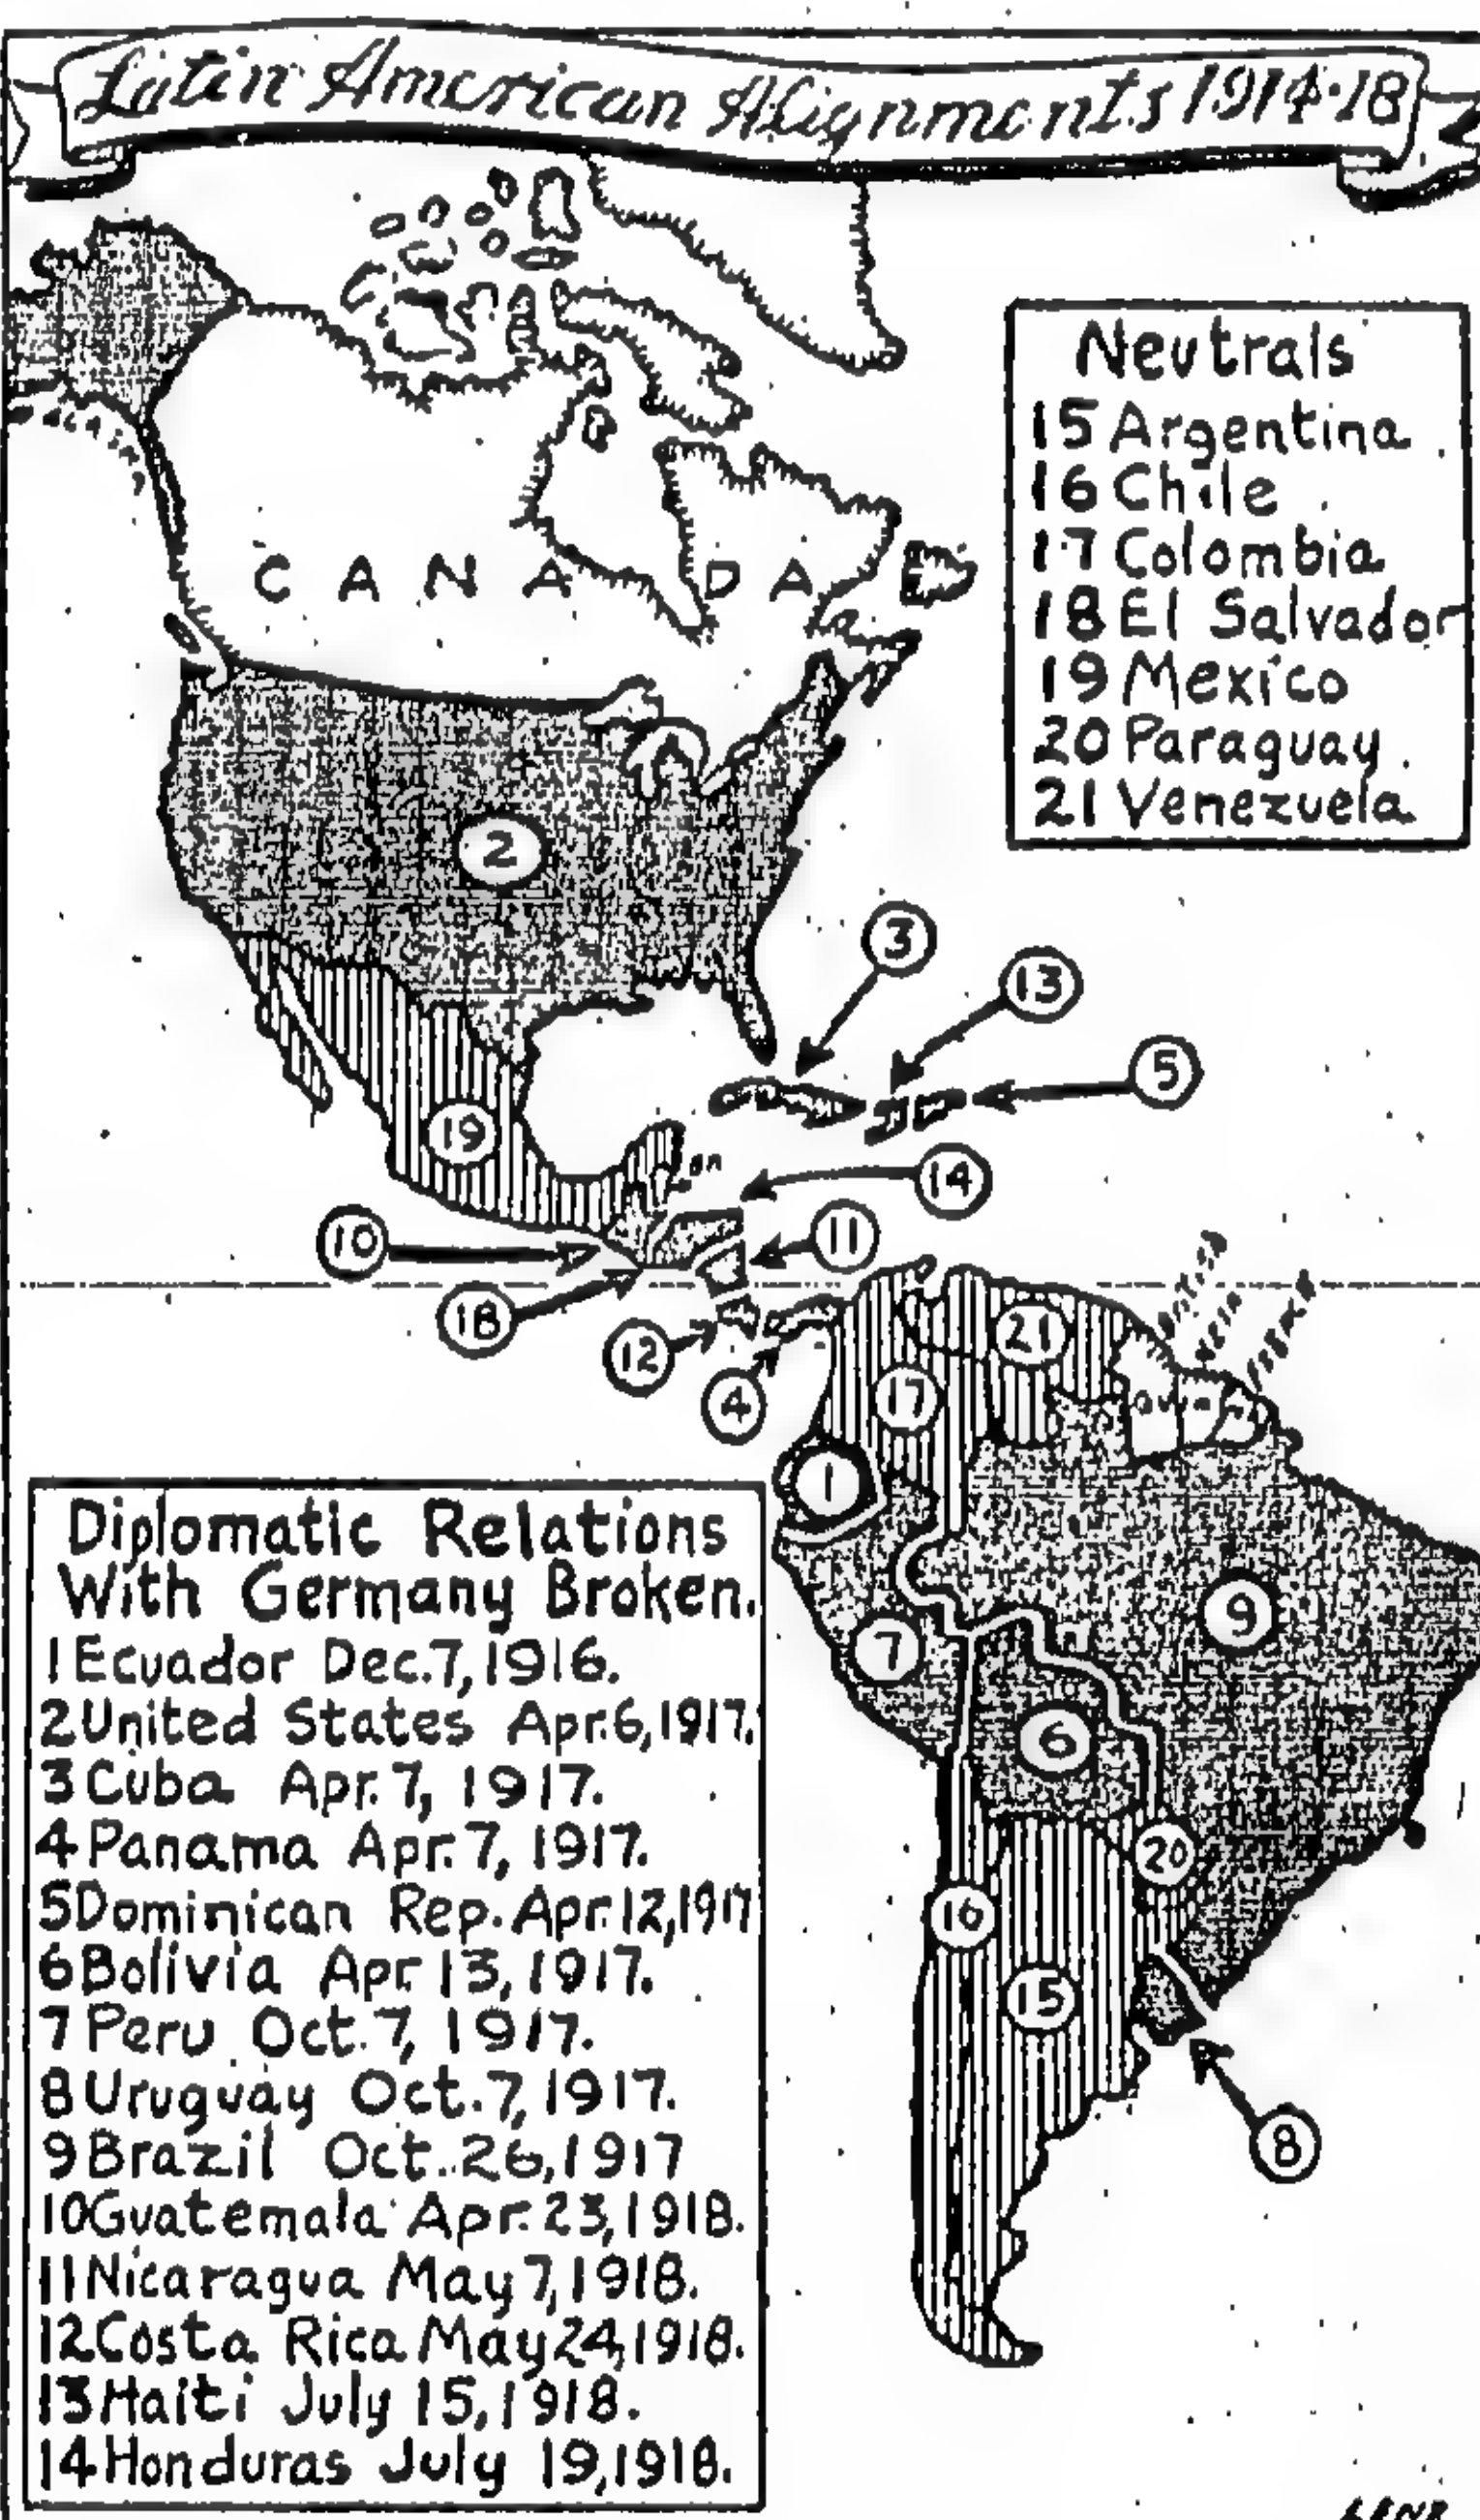 Latin American Alignments 1914-18
Neutrals
15 Argentina
16 Chile
17 Colombia
18 El Salvador
19 Mexico
20 Paraguay
21 Venezuela
CANADA
2
3
13
5
19
14
10
11
18
12
4
21
17
British
French
1
9
7
6
20
16
15
8
Diplomatic Relations
With Germany Broken.
1 Ecuador Dec. 7, 1916.
2 United States Apr. 6, 1917.
3 Cuba Apr. 7, 1917.
4 Panama Apr. 7, 1917.
5 Dominican Rep. Apr. 12, 1917
6 Bolivia Apr 13, 1917.
7 Peru Oct. 7, 1917.
8 Uruguay Oct. 7, 1917.
9 Brazil Oct. 26, 1917
10 Guatemala Apr. 23, 1918.
11 Nicaragua May 7, 1918.
12 Costa Rica May 24, 1918.
13 Haiti July 15, 1918.
14 Honduras July 19, 1918.